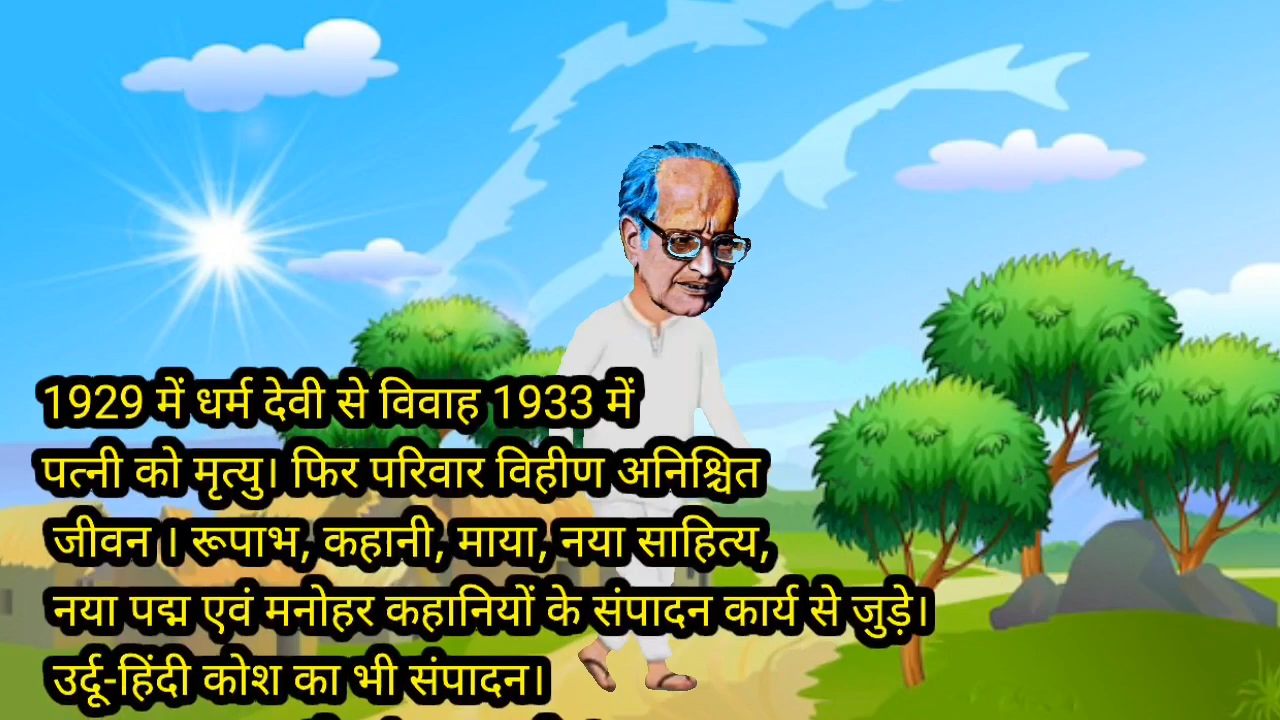 1929 में धर्म देवी से विवाह 1933 में
पत्नी को मृत्यु। फिर परिवार विहीण अनिश्चित
जीवन । रूपाभ, कहानी, माया, नया साहित्य,
नया पद्म एवं मनोहर कहानियों के संपादन कार्य से जुड़े।
उर्दू-हिंदी कोश का भी संपादन।